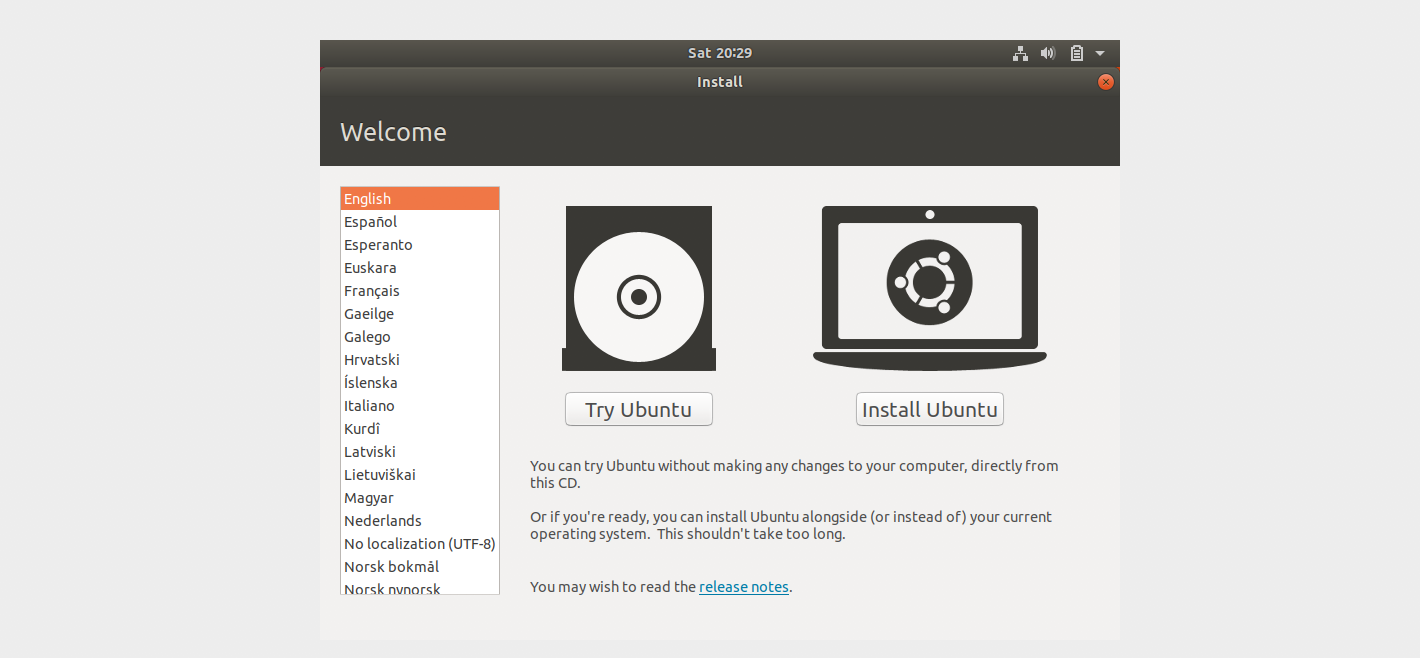 Sat 20:29
Install
Welcome
English
Español
Esperanto
Euskara
Français
Gaeilge
Galego
Hrvatski
Íslenska
Italiano
Kurdî
Latviski
Lietuviškai
Magyar
Nederlands
No localization (UTF-8)
Norsk bokmål
Norsk nynorsk
Try Ubuntu
Install Ubuntu
You can try Ubuntu without making any changes to your computer, directly from
this CD.
Or if you're ready, you can install Ubuntu alongside (or instead of) your current
operating system.  This shouldn't take too long.
You may wish to read the release notes.